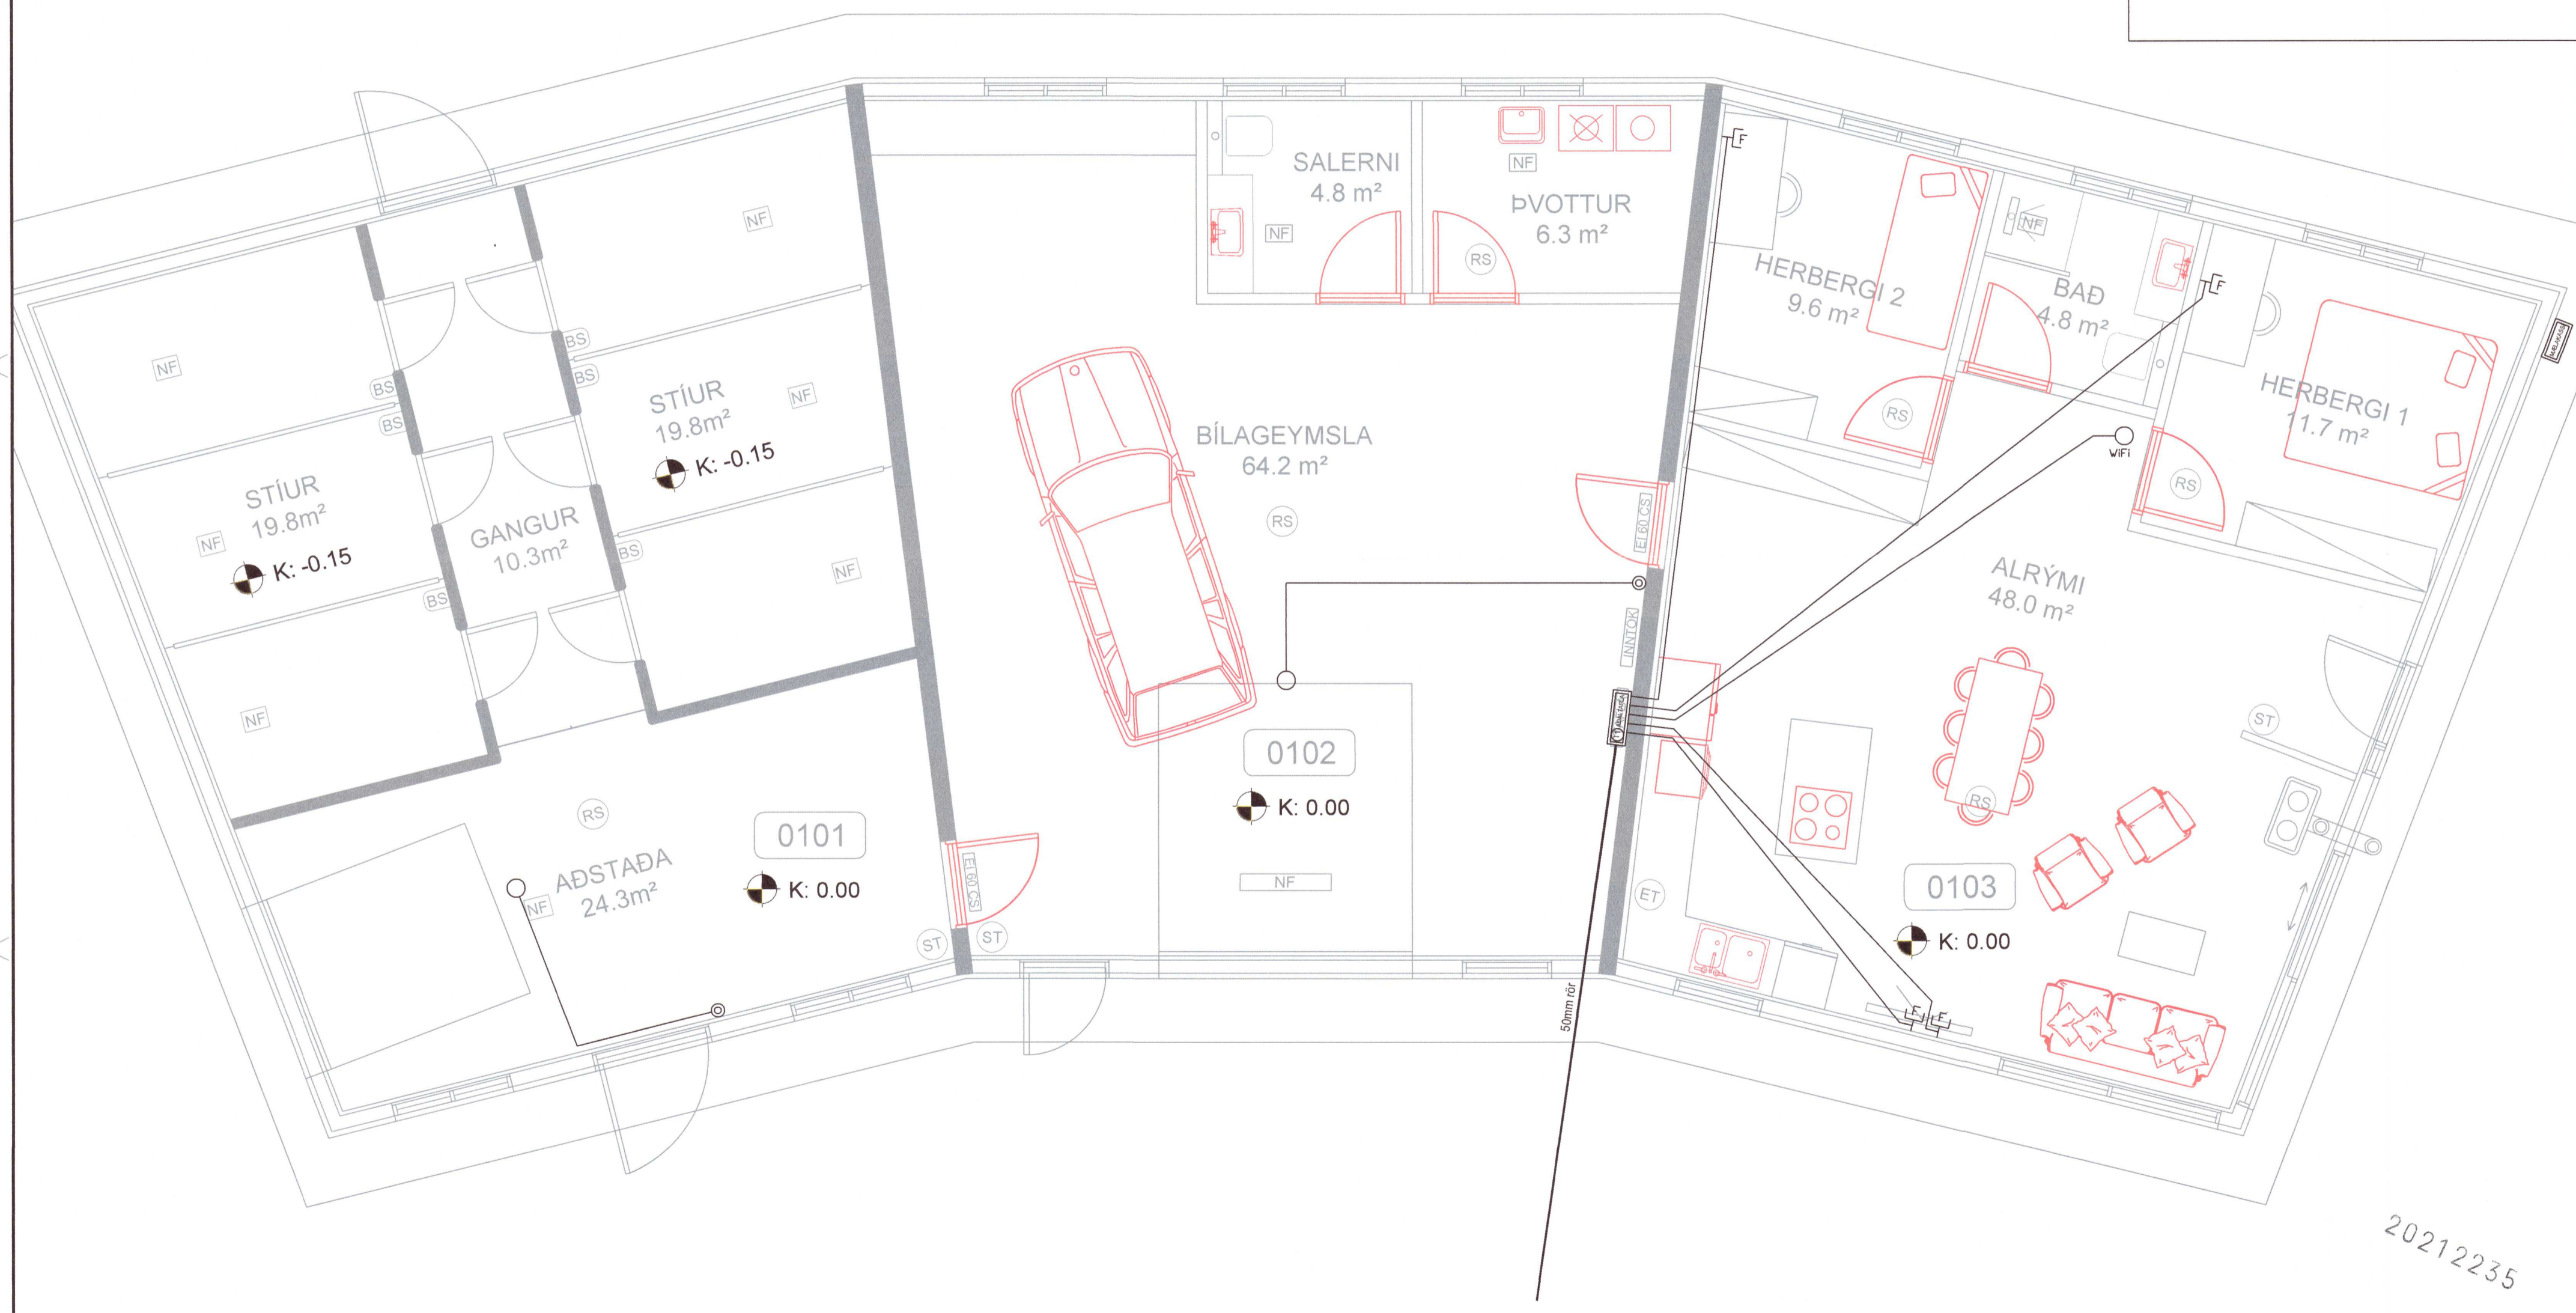 NF
NF
NF
BS
BS
BS
STÍUR
19.8m²
K: -0.15
GANGUR
10.3m²
NF
NF
NF
BS
BS
BS
STÍUR
19.8m²
K: -0.15
RS
AÐSTAÐA
24.3m²
NF
0101
K: 0.00
ST
ST
EI 60 CS
SALERNI
4.8 m²
NF
NF
ÞVOTTUR
6.3 m²
RS
BÍLAGEYMSLA
64.2 m²
RS
EI 60 CS
INNTÖK
0102
K: 0.00
NF
50mm rör
F
HERBERGI 2
9.6 m²
RS
NF
BAÐ
4.8 m²
F
WiFi
HERBERGI 1
11.7 m²
RS
ALRÝMI
48.0 m²
ST
RS
ET
0103
K: 0.00
F
F
20212235